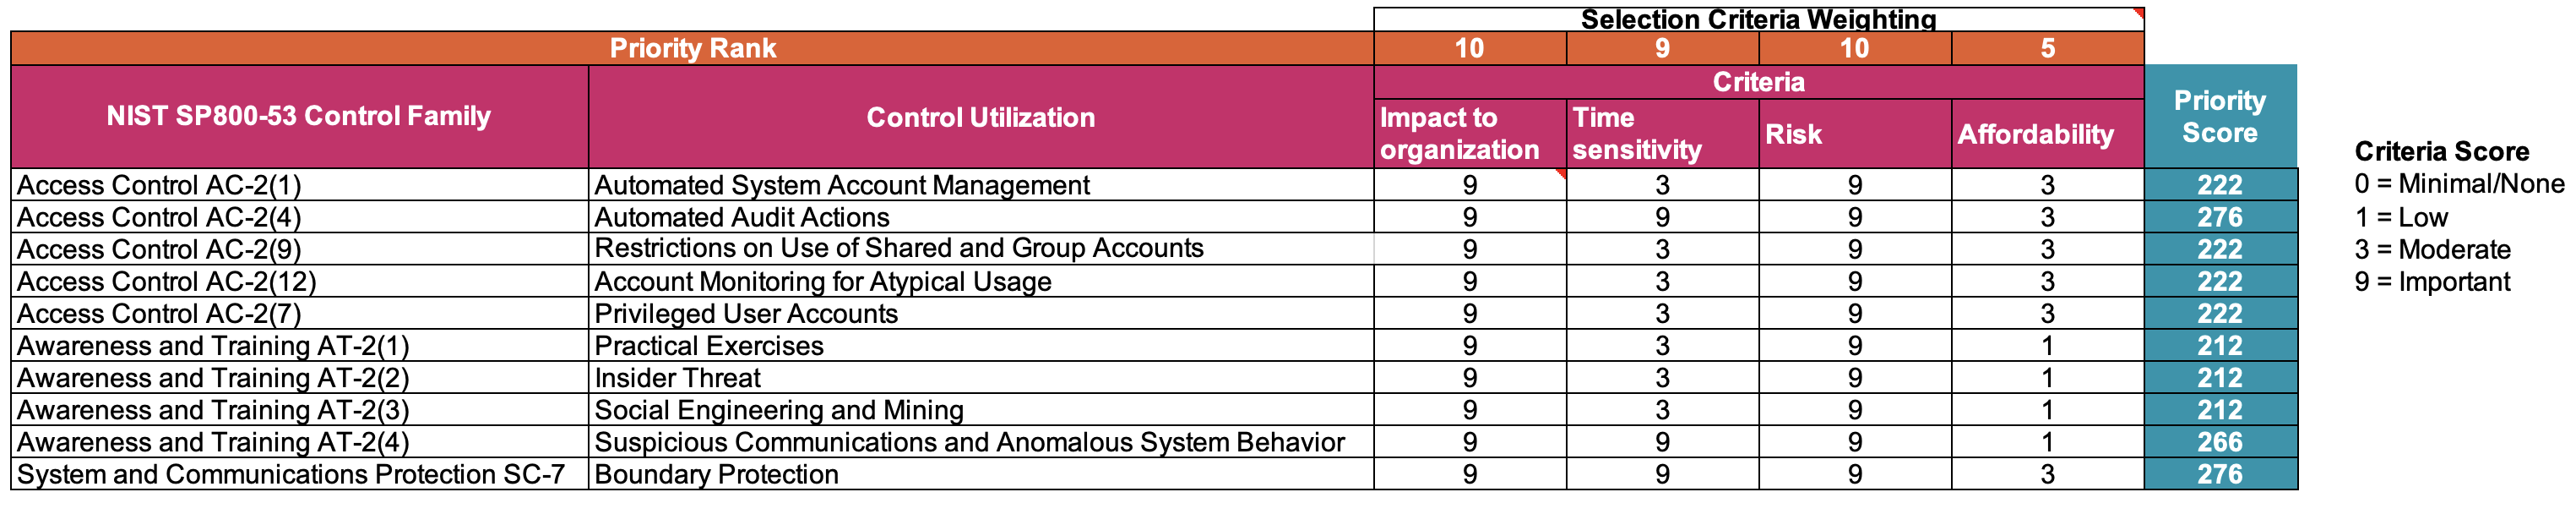 Selection Criteria Weighting
Priority Rank 10 9 10 5
Criteria
NIST SP800-53 Control Family Control Utilization Impact to organization Time sensitivity Risk Affordability Priority Score
Access Control AC-2(1) Automated System Account Management 9 3 9 3 222
Access Control AC-2(4) Automated Audit Actions 9 9 9 3 276
Access Control AC-2(9) Restrictions on Use of Shared and Group Accounts 9 3 9 3 222
Access Control AC-2(12) Account Monitoring for Atypical Usage 9 3 9 3 222
Access Control AC-2(7) Privileged User Accounts 9 3 9 3 222
Awareness and Training AT-2(1) Practical Exercises 9 3 9 1 212
Awareness and Training AT-2(2) Insider Threat 9 3 9 1 212
Awareness and Training AT-2(3) Social Engineering and Mining 9 3 9 1 212
Awareness and Training AT-2(4) Suspicious Communications and Anomalous System Behavior 9 9 9 1 266
System and Communications Protection SC-7 Boundary Protection 9 9 9 3 276
Criteria Score
0 = Minimal/None
1 = Low
3 = Moderate
9 = Important